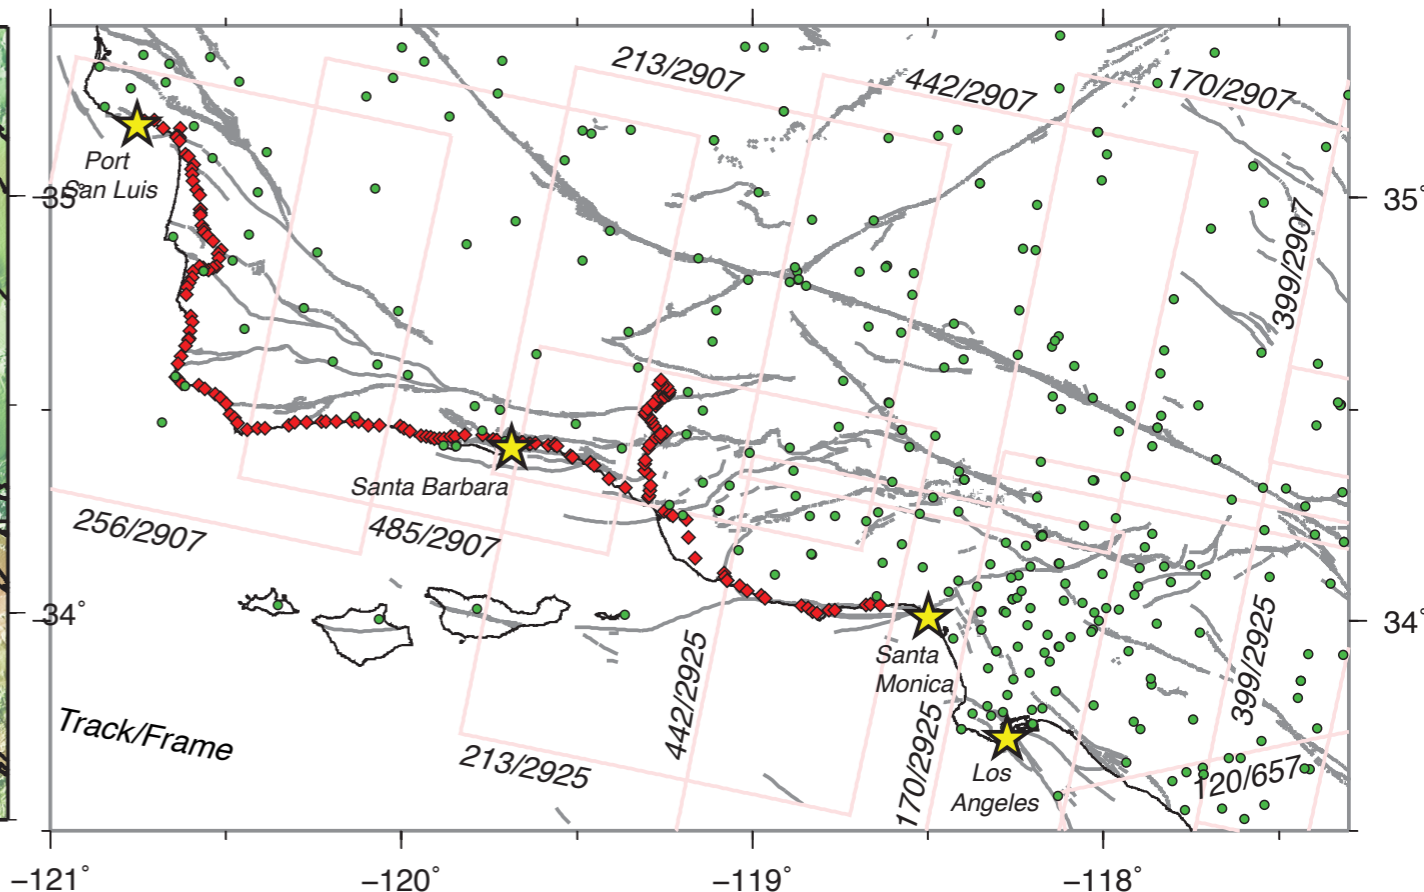 213/2907
442/2907
170/2907
Port
San Luis
35°
35°
399/2907
Santa Barbara
256/2907
485/2907
34°
34°
Santa
Monica
442/2925
399/2925
Track/Frame
213/2925
170/2925
Los
Angeles
120/657
−121°
−120°
−119°
−118°